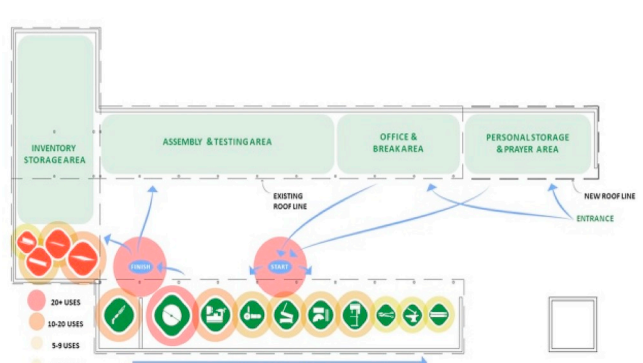 INVENTORY
STORAGE AREA
ASSEMBLY & TESTING AREA
OFFICE &
BREAK AREA
PERSONAL STORAGE
& PRAYER AREA
EXISTING
ROOF LINE
NEW ROOF LINE
ENTRANCE
FINISH
START
20+ USES
10-20 USES
5-9 USES